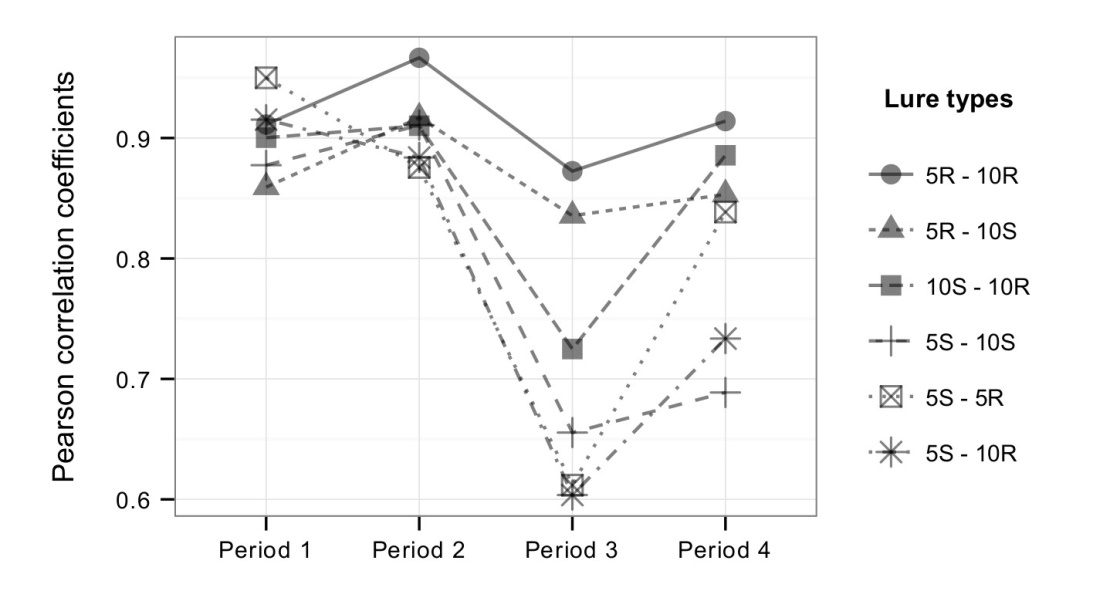 Pearson correlation coefficients
0.9
0.8
0.7
0.6
Period 1
Period 2
Period 3
Period 4
Lure types
5R - 10R
5R - 10S
10S - 10R
5S - 10S
5S - 5R
5S - 10R